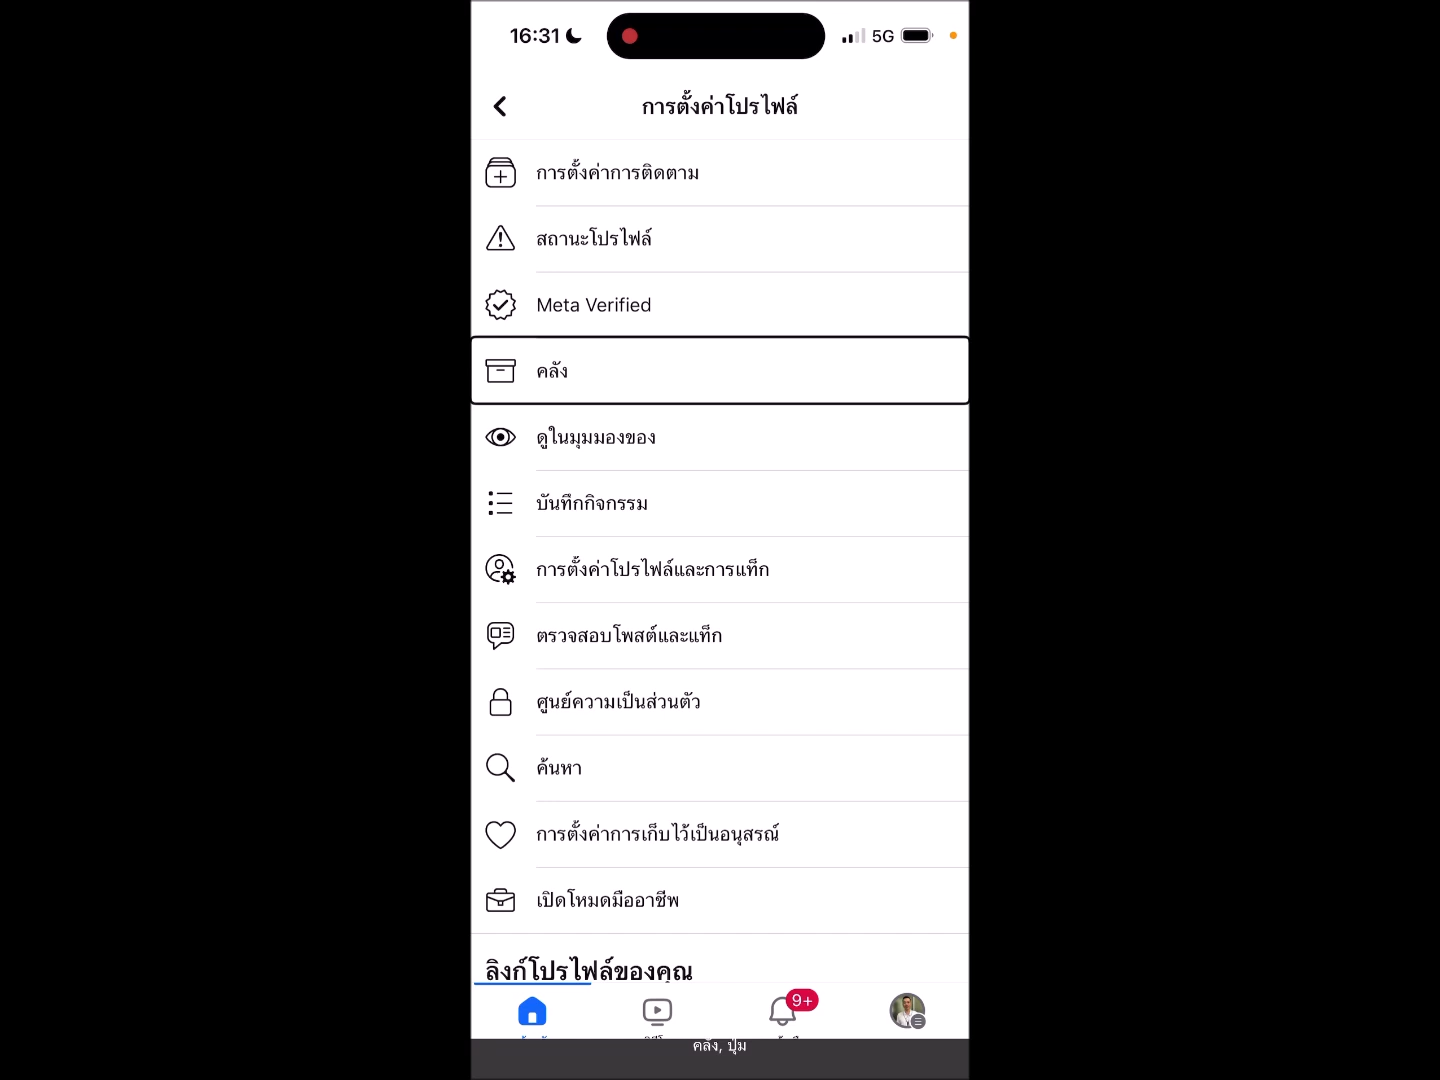 16:31
5G
การตั้งค่าโปรไฟล์
การตั้งค่าการติดตาม
สถานะโปรไฟล์
Meta Verified
คลัง
ดูในมุมมองของ
บันทึกกิจกรรม
การตั้งค่าโปรไฟล์และการแท็ก
ตรวจสอบโพสต์และแท็ก
ศูนย์ความเป็นส่วนตัว
ค้นหา
การตั้งค่าการเก็บไว้เป็นอนุสรณ์
เปิดโหมดมืออาชีพ
ลิงก์โปรไฟล์ของคุณ
9+
คลัง, ปุ่ม